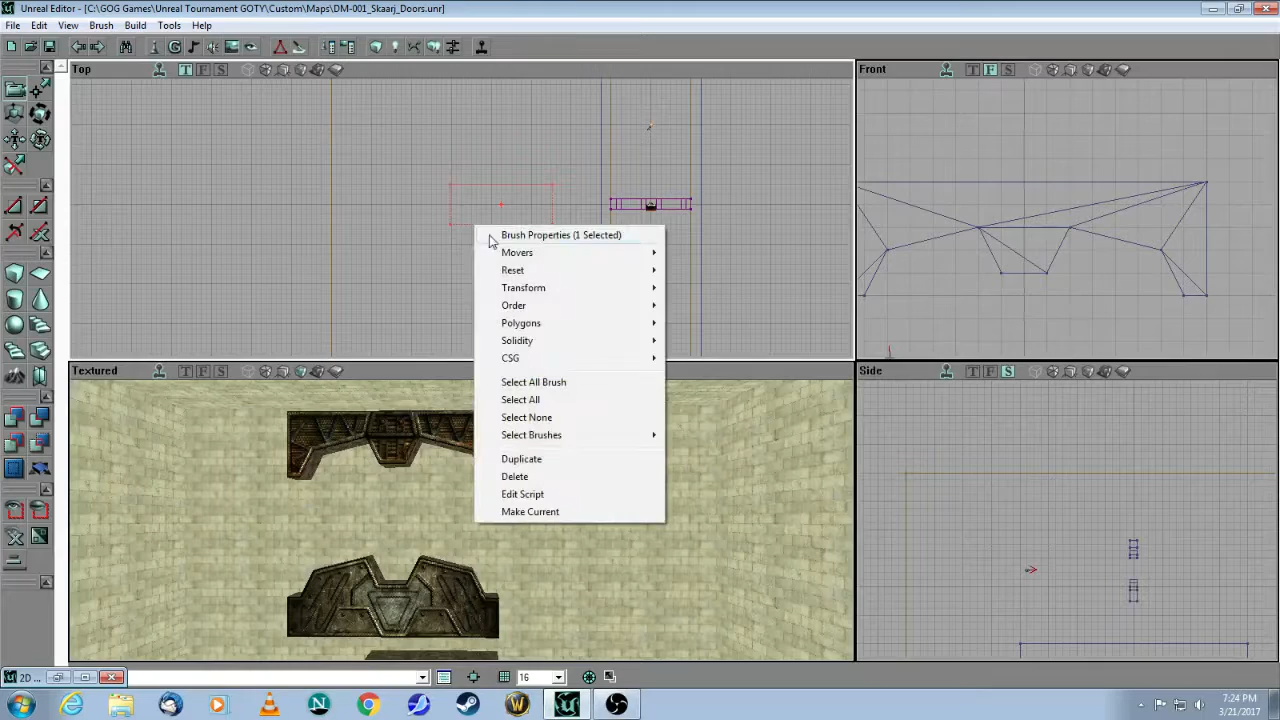 Unreal Editor - [C:\GOG Games\Unreal Tournament GOTY\Custom\Maps\DM-001_Skaarj_Doors.unr]
File Edit View Brush Build Tools Help
Top T F S
Front T F S
Brush Properties (1 Selected)
Movers
Reset
Transform
Order
Polygons
Solidity
CSG
Select All Brush
Select All
Select None
Select Brushes
Duplicate
Delete
Edit Script
Make Current
Textured T F S
Side T F S
2D ...
16
7:24 PM
3/21/2017